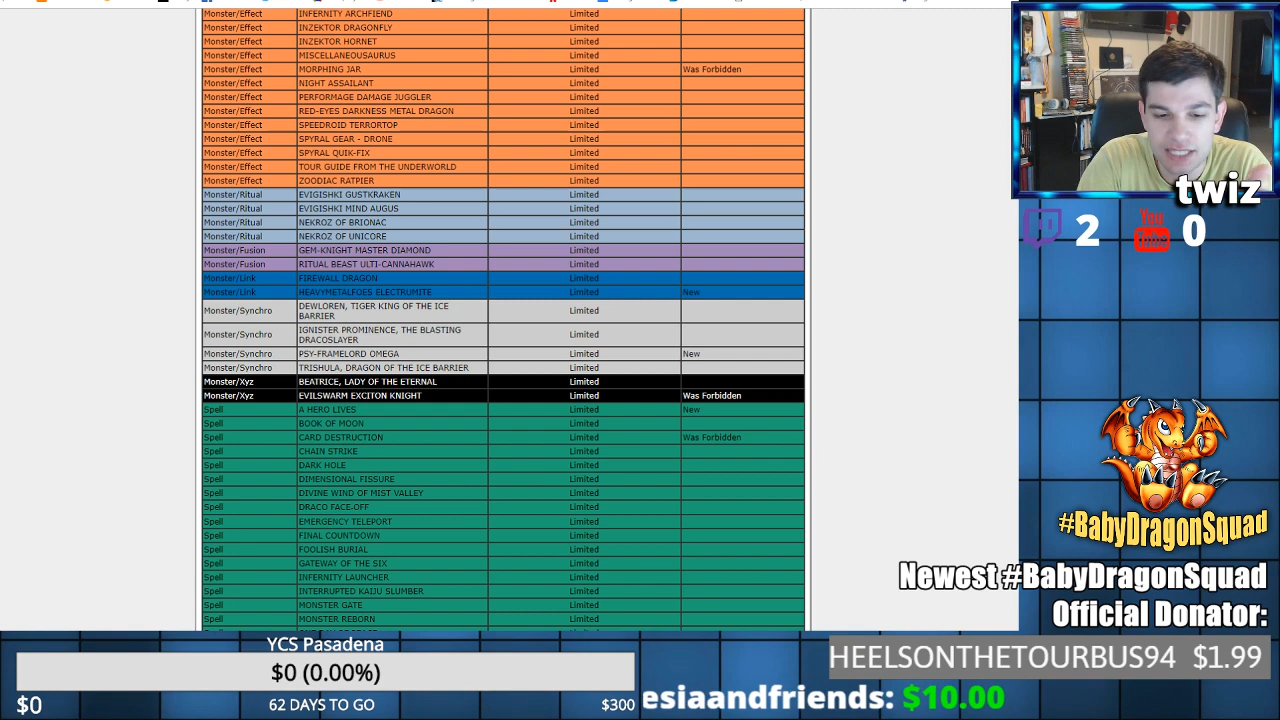 Monster/Effect INFERNITY ARCHFIEND Limited
Monster/Effect INZEKTOR DRAGONFLY Limited
Monster/Effect INZEKTOR HORNET Limited
Monster/Effect MISCELLANEOUSAURUS Limited
Monster/Effect MORPHING JAR Limited Was Forbidden
Monster/Effect NIGHT ASSAILANT Limited
Monster/Effect PERFORMAGE DAMAGE JUGGLER Limited
Monster/Effect RED-EYES DARKNESS METAL DRAGON Limited
Monster/Effect SPEEDROID TERRORTOP Limited
Monster/Effect SPYRAL GEAR - DRONE Limited
Monster/Effect SPYRAL QUIK-FIX Limited
Monster/Effect TOUR GUIDE FROM THE UNDERWORLD Limited
Monster/Effect ZOODIAC RATPIER Limited
Monster/Ritual EVIGISHKI GUSTKRAKEN Limited
Monster/Ritual EVIGISHKI MIND AUGUS Limited
Monster/Ritual NEKROZ OF BRIONAC Limited
Monster/Ritual NEKROZ OF UNICORE Limited
Monster/Fusion GEM-KNIGHT MASTER DIAMOND Limited
Monster/Fusion RITUAL BEAST ULTI-CANNAHAWK Limited
Monster/Link FIREWALL DRAGON Limited
Monster/Link HEAVYMETALFOES ELECTRUMITE Limited New
Monster/Synchro DEWLOREN, TIGER KING OF THE ICE
BARRIER Limited
Monster/Synchro IGNISTER PROMINENCE, THE BLASTING
DRACOSLAYER Limited
Monster/Synchro PSY-FRAMELORD OMEGA Limited New
Monster/Synchro TRISHULA, DRAGON OF THE ICE BARRIER Limited
Monster/Xyz BEATRICE, LADY OF THE ETERNAL Limited
Monster/Xyz EVILSWARM EXCITON KNIGHT Limited Was Forbidden
Spell A HERO LIVES Limited New
Spell BOOK OF MOON Limited
Spell CARD DESTRUCTION Limited Was Forbidden
Spell CHAIN STRIKE Limited
Spell DARK HOLE Limited
Spell DIMENSIONAL FISSURE Limited
Spell DIVINE WIND OF MIST VALLEY Limited
Spell DRACO FACE-OFF Limited
Spell EMERGENCY TELEPORT Limited
Spell FINAL COUNTDOWN Limited
Spell FOOLISH BURIAL Limited
Spell GATEWAY OF THE SIX Limited
Spell INFERNITY LAUNCHER Limited
Spell INTERRUPTED KAIJU SLUMBER Limited
Spell MONSTER GATE Limited
Spell MONSTER REBORN Limited
twiz
2 You Tube 0
#BabyDragonSquad
Newest #BabyDragonSquad
Official Donator:
HEELSONTHETOURBUS94 $1.99
esiaandfriends: $10.00
YCS Pasadena
$0 (0.00%)
$0 62 DAYS TO GO $300